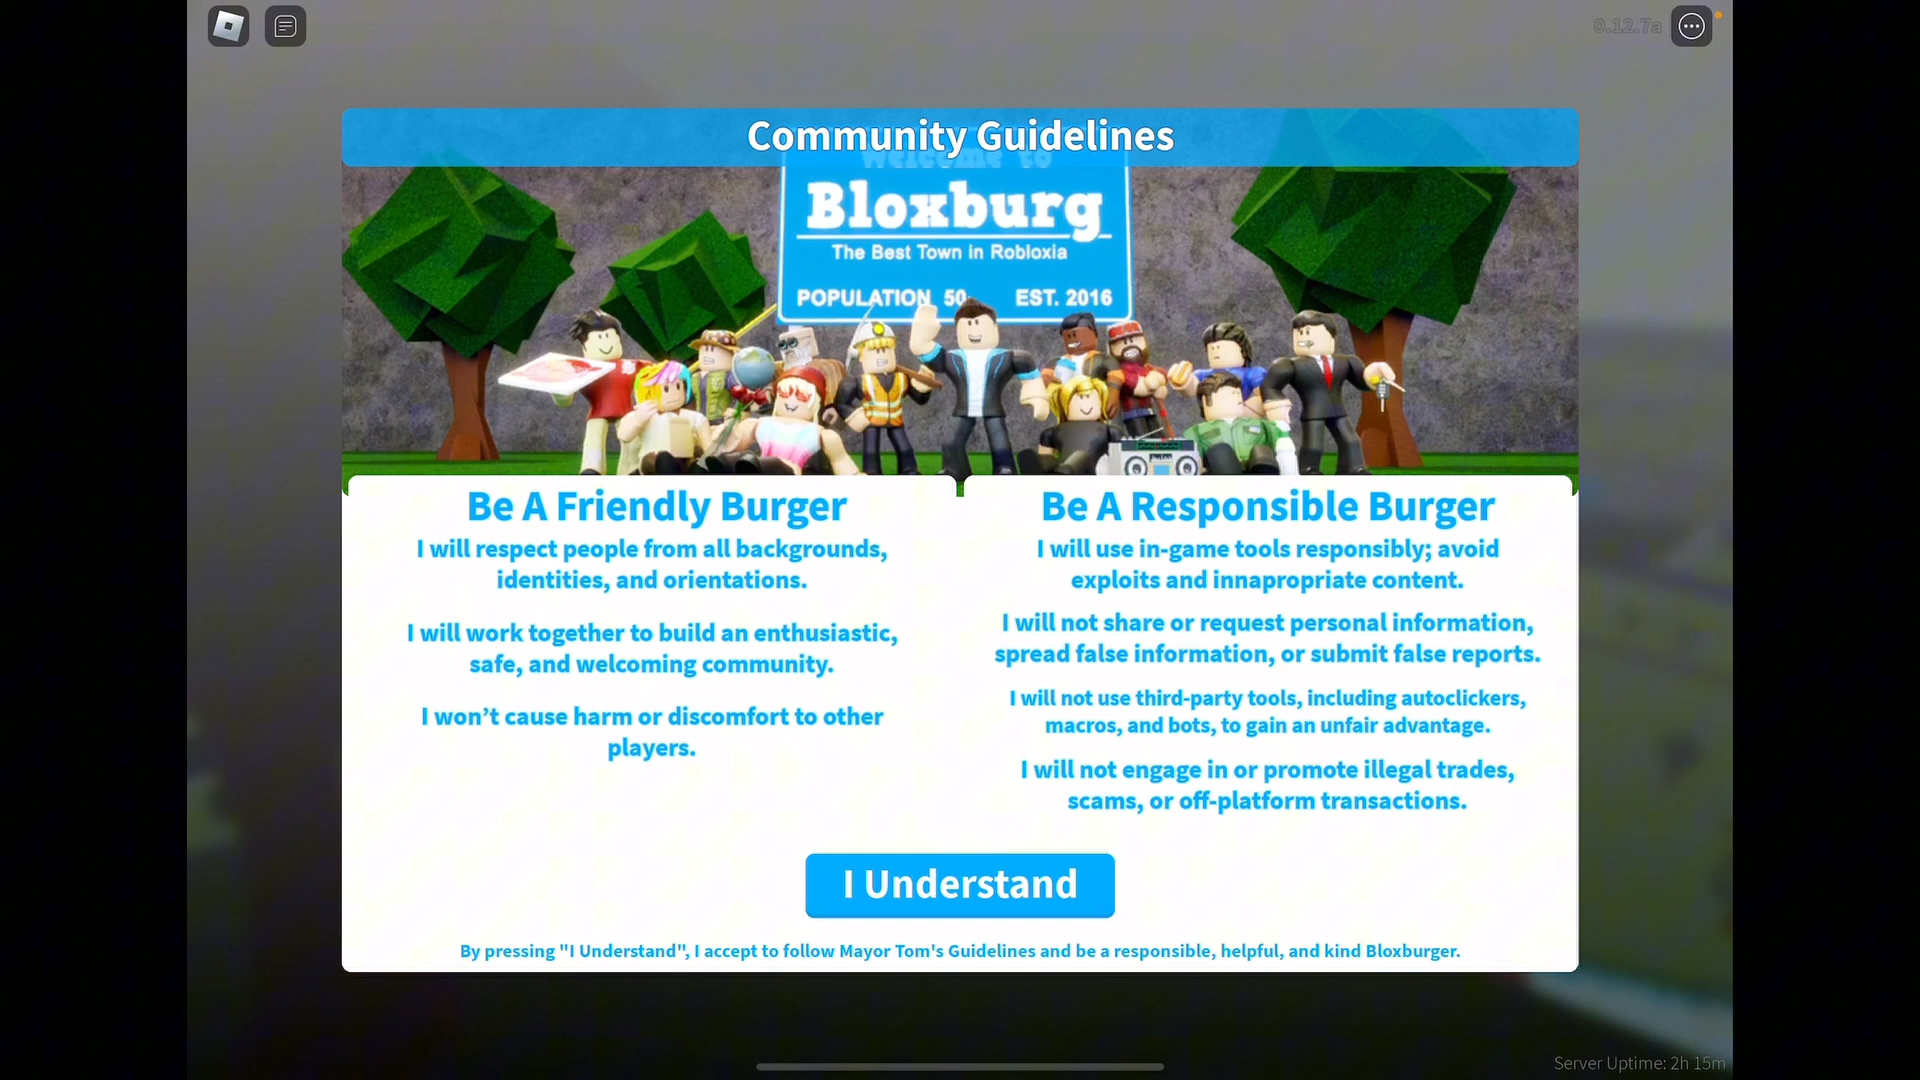 0.12.7a
Community Guidelines
Welcome to
Bloxburg
The Best Town in Robloxia
POPULATION 50 EST. 2016
Be A Friendly Burger
I will respect people from all backgrounds,
identities, and orientations.
I will work together to build an enthusiastic,
safe, and welcoming community.
I won’t cause harm or discomfort to other
players.
Be A Responsible Burger
I will use in-game tools responsibly; avoid
exploits and innapropriate content.
I will not share or request personal information,
spread false information, or submit false reports.
I will not use third-party tools, including autoclickers,
macros, and bots, to gain an unfair advantage.
I will not engage in or promote illegal trades,
scams, or off-platform transactions.
I Understand
By pressing "I Understand", I accept to follow Mayor Tom's Guidelines and be a responsible, helpful, and kind Bloxburger.
Server Uptime: 2h 15m